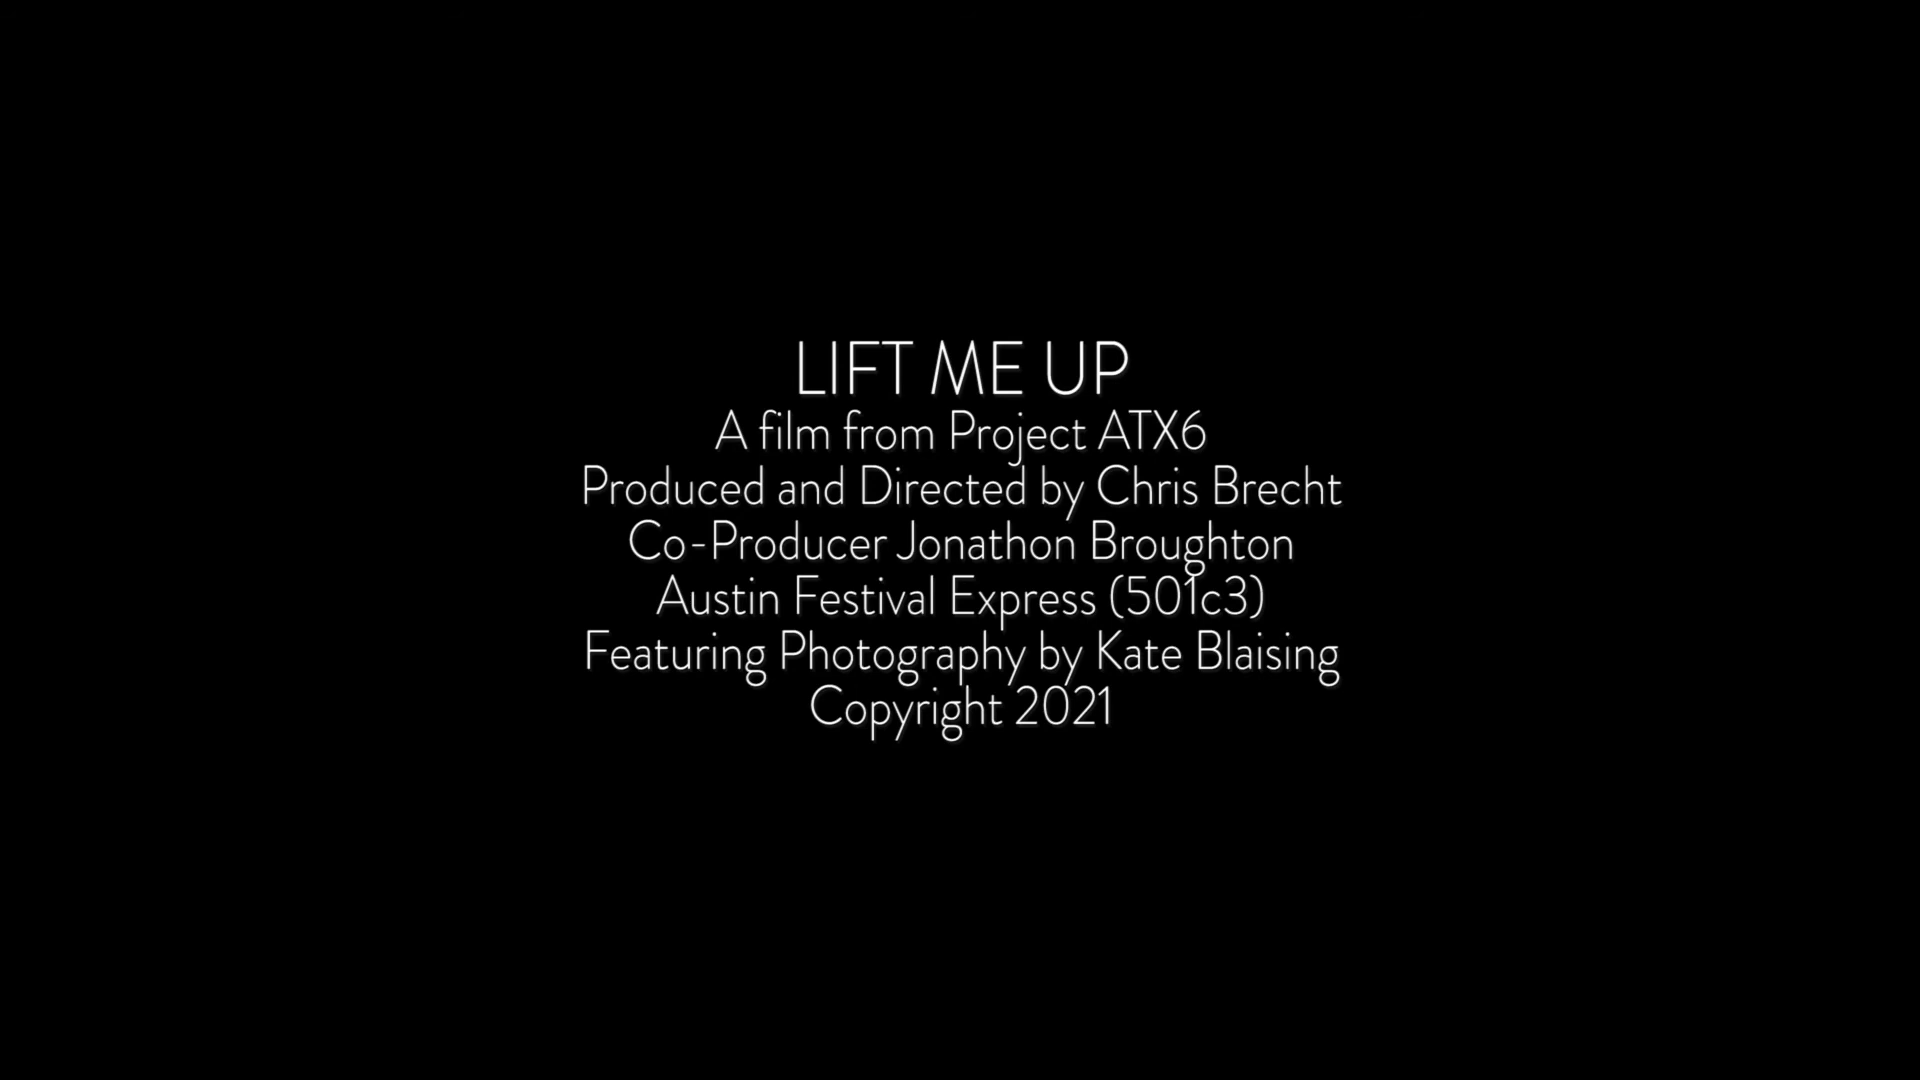 LIFT ME UP
A film from Project ATX6
Produced and Directed by Chris Brecht
Co-Producer Jonathon Broughton
Austin Festival Express (501c3)
Featuring Photography by Kate Blaising
Copyright 2021